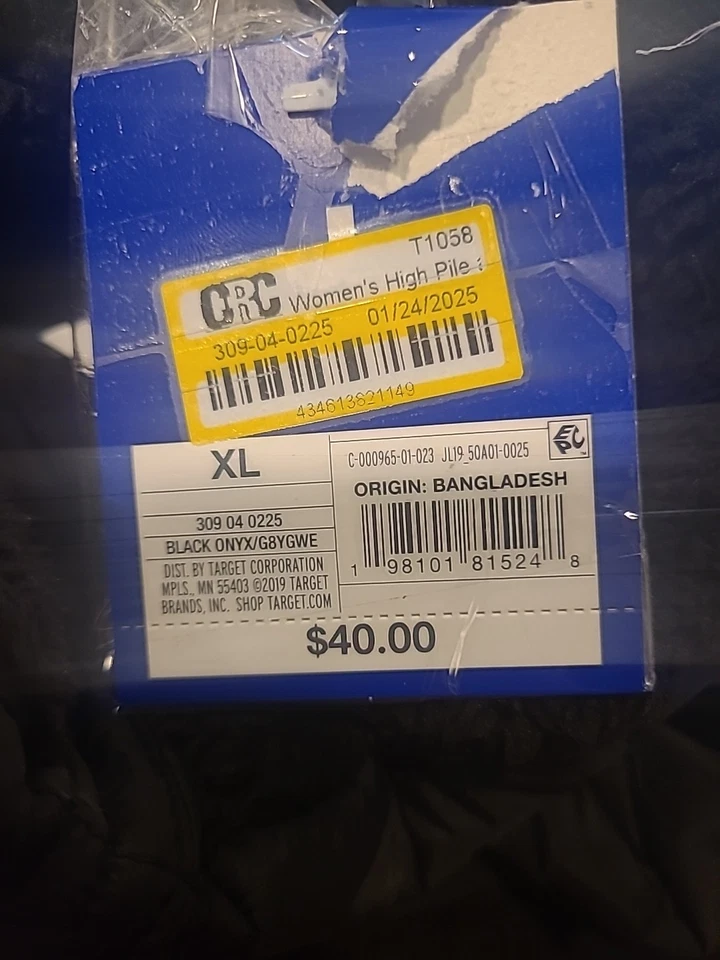 T1058
CRC Women's High Pile
309-04-0225 01/24/2025
434613821149
XL
309 04 0225
BLACK ONYX/G8YGWE
DIST. BY TARGET CORPORATION
MPLS., MN 55403 ©2019 TARGET
BRANDS, INC. SHOP TARGET.COM
C-000965-01-023 JL19_50A01-0025
EPC
ORIGIN: BANGLADESH
1 98101 81524 8
$40.00